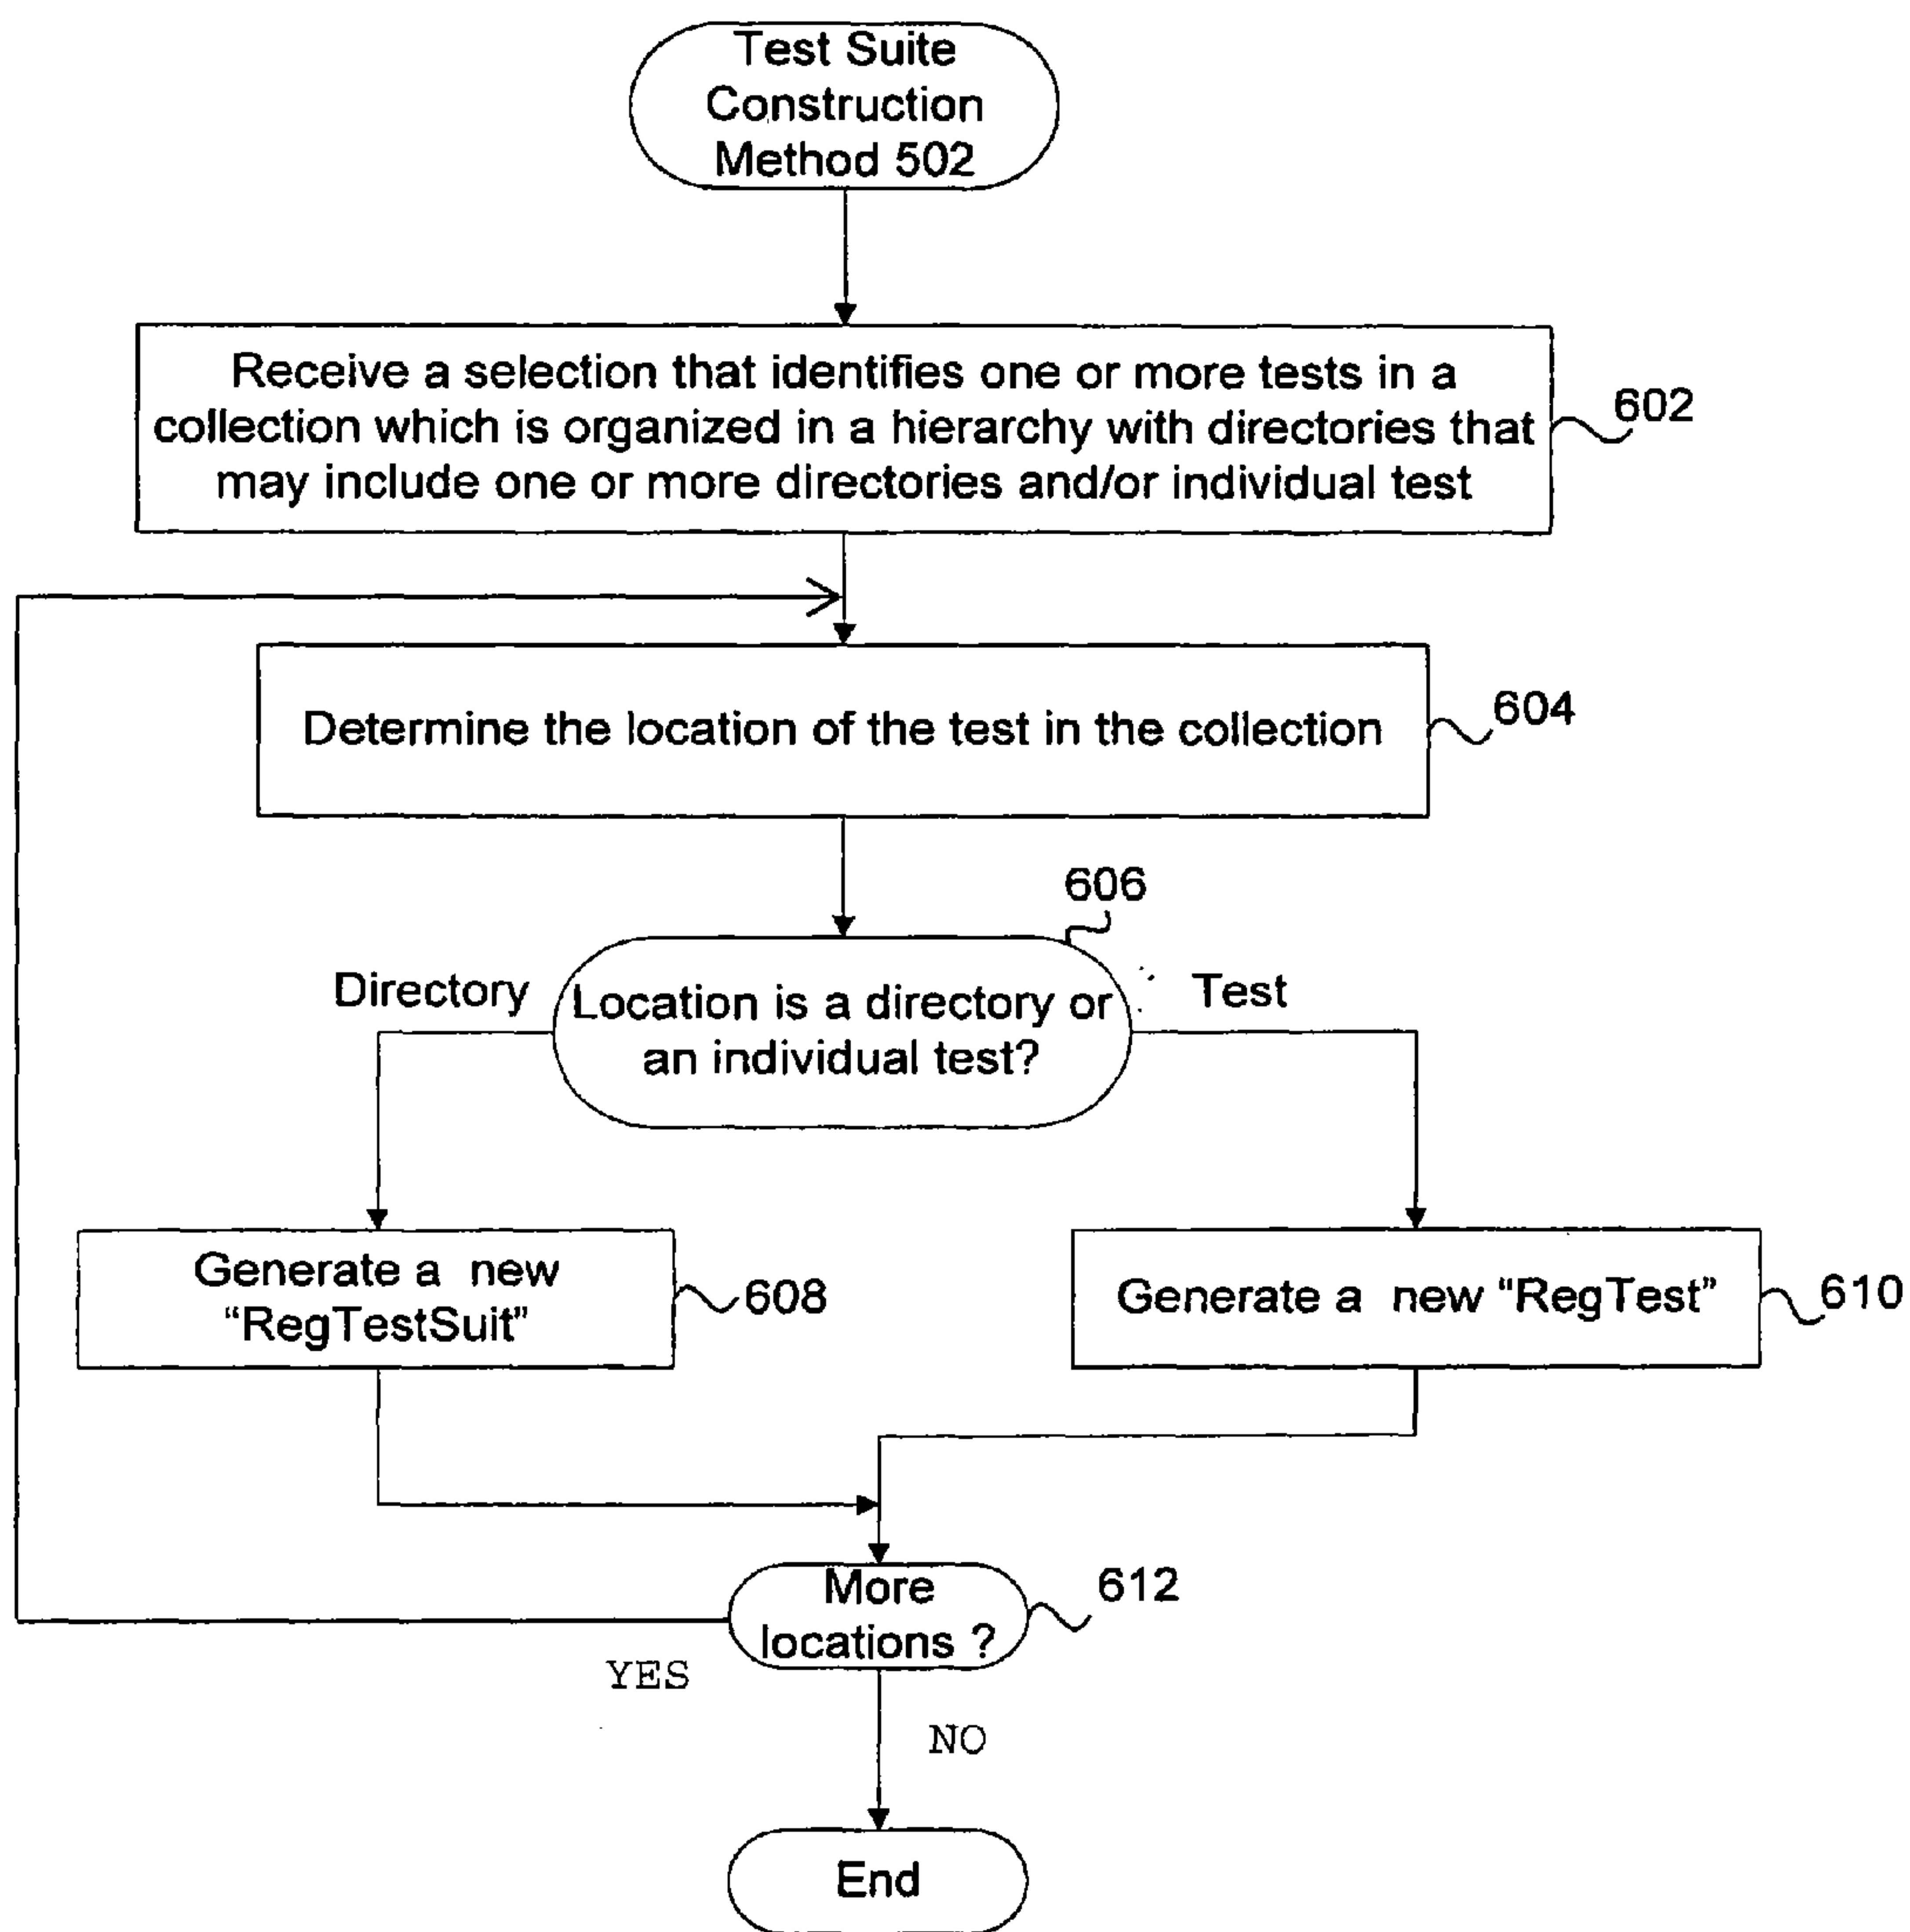 Test Suite
Construction
Method 502
Receive a selection that identifies one or more tests in a
collection which is organized in a hierarchy with directories that
may include one or more directories and/or individual test
602
Determine the location of the test in the collection
604
606
Directory
Location is a directory or
an individual test?
Test
Generate a new
“RegTestSuit”
608
Generate a new “RegTest”
610
More
locations ?
612
YES
NO
End